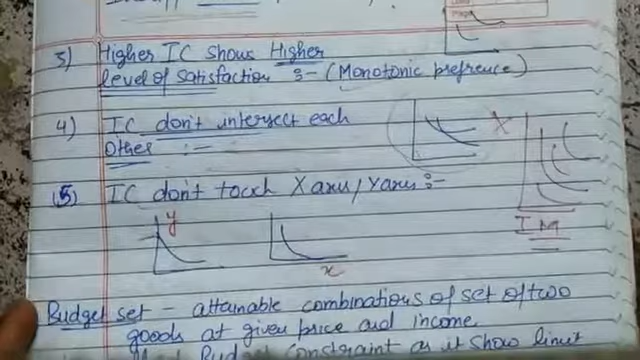 3) Higher IC shows Higher
level of satisfaction :- (Monotonic prefrence)
4) IC don't intersect each
other :-
X
(5) IC don't touch X axis/Y axis :-
y
x
IM
Budget set - attainable combinations of set of two
goods at given price and income
Budget constraint as it show limit